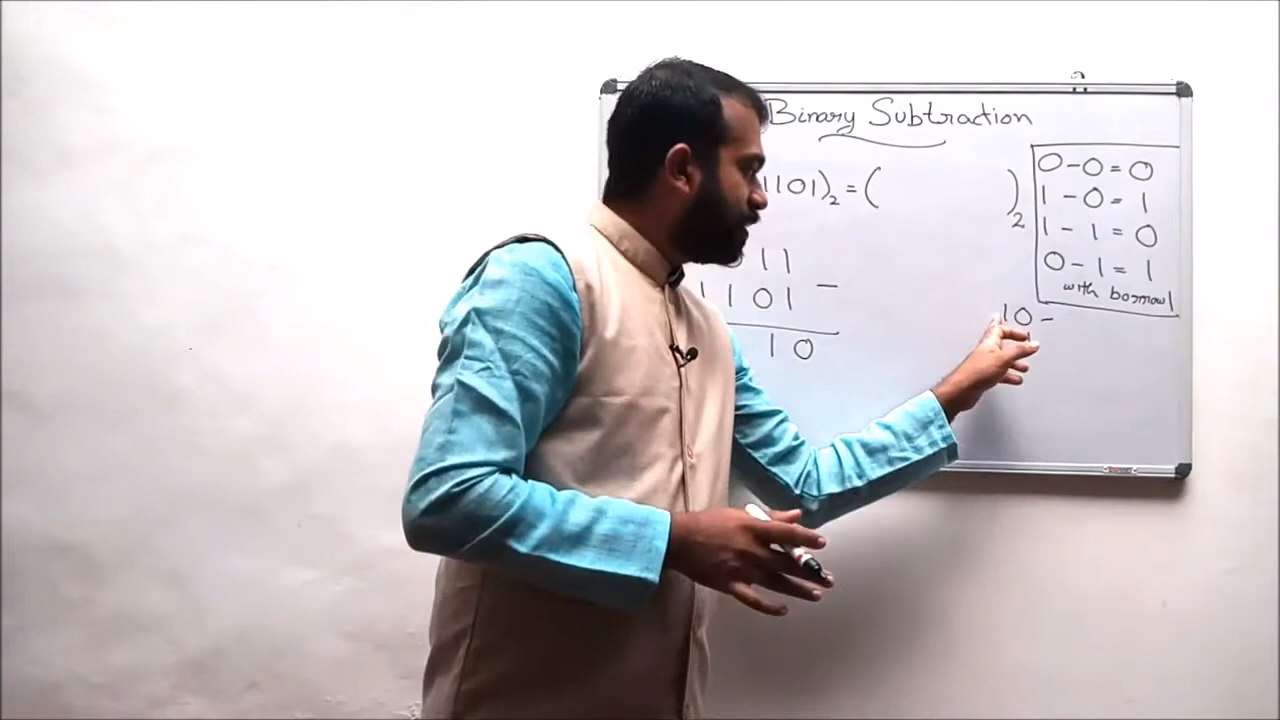 Binary Subtraction
1101)₂ = (      )₂
0 - 0 = 0
1 - 0 = 1
1 - 1 = 0
0 - 1 = 1
with borrow 1
11
1101 -
10
10 -